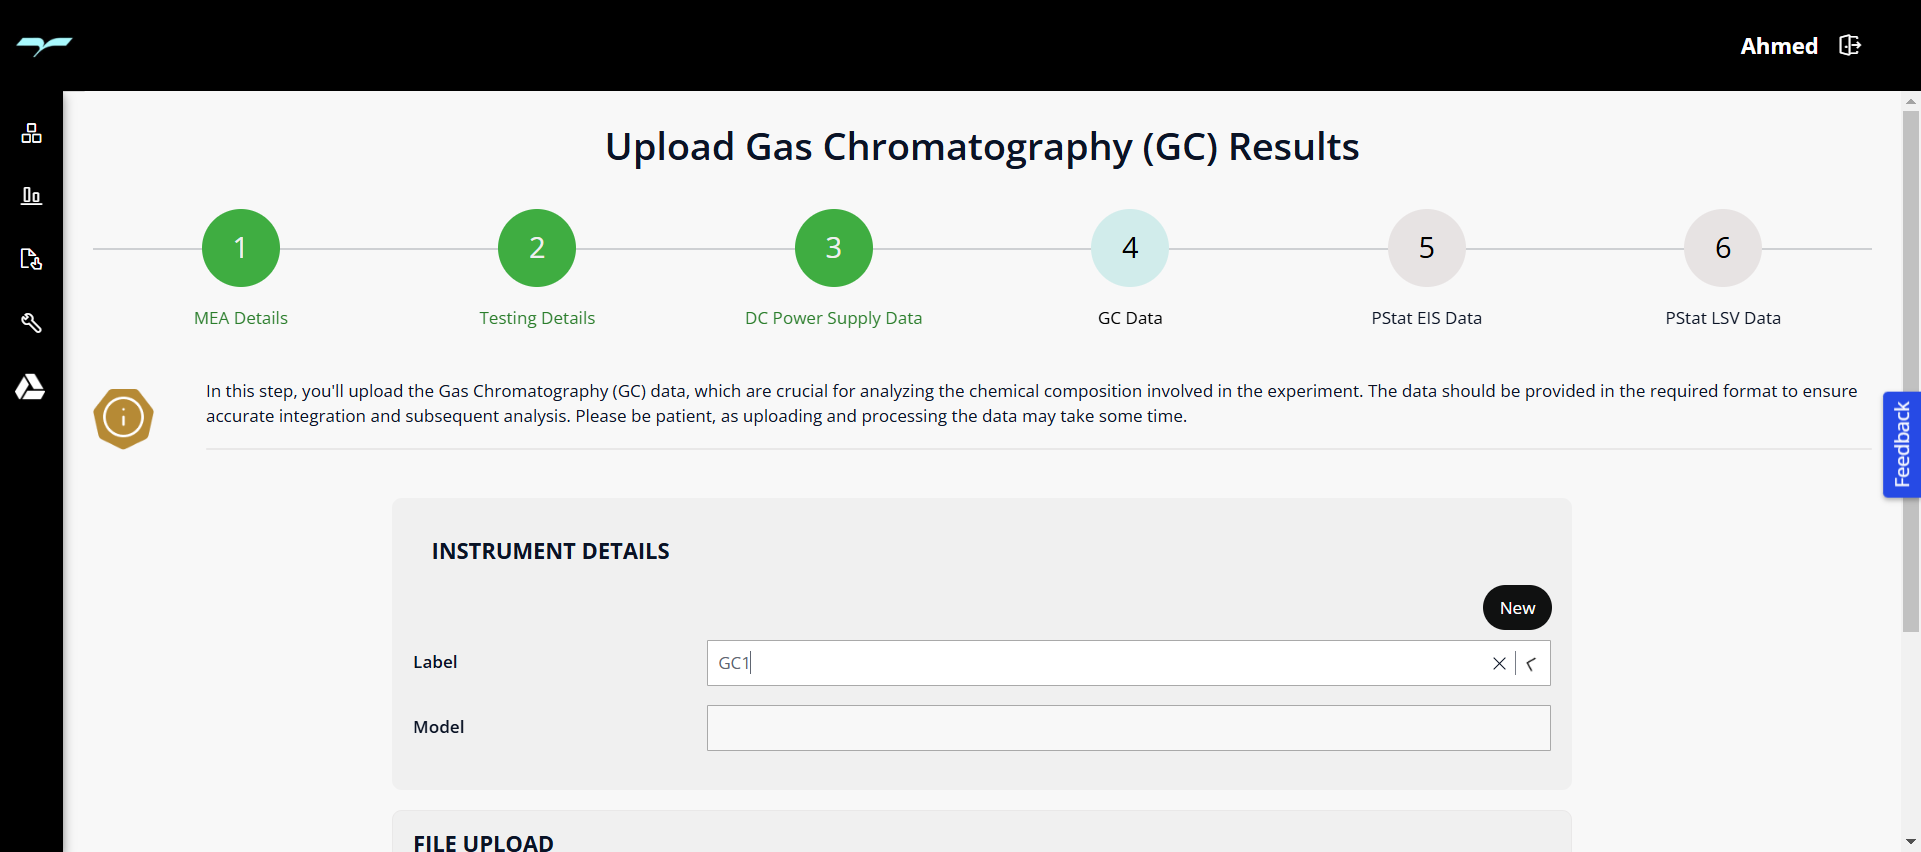 Ahmed
Upload Gas Chromatography (GC) Results
1
2
3
4
5
6
MEA Details
Testing Details
DC Power Supply Data
GC Data
PStat EIS Data
PStat LSV Data
In this step, you'll upload the Gas Chromatography (GC) data, which are crucial for analyzing the chemical composition involved in the experiment. The data should be provided in the required format to ensure
accurate integration and subsequent analysis. Please be patient, as uploading and processing the data may take some time.
Feedback
INSTRUMENT DETAILS
New
Label
GC1
Model
FILE UPLOAD